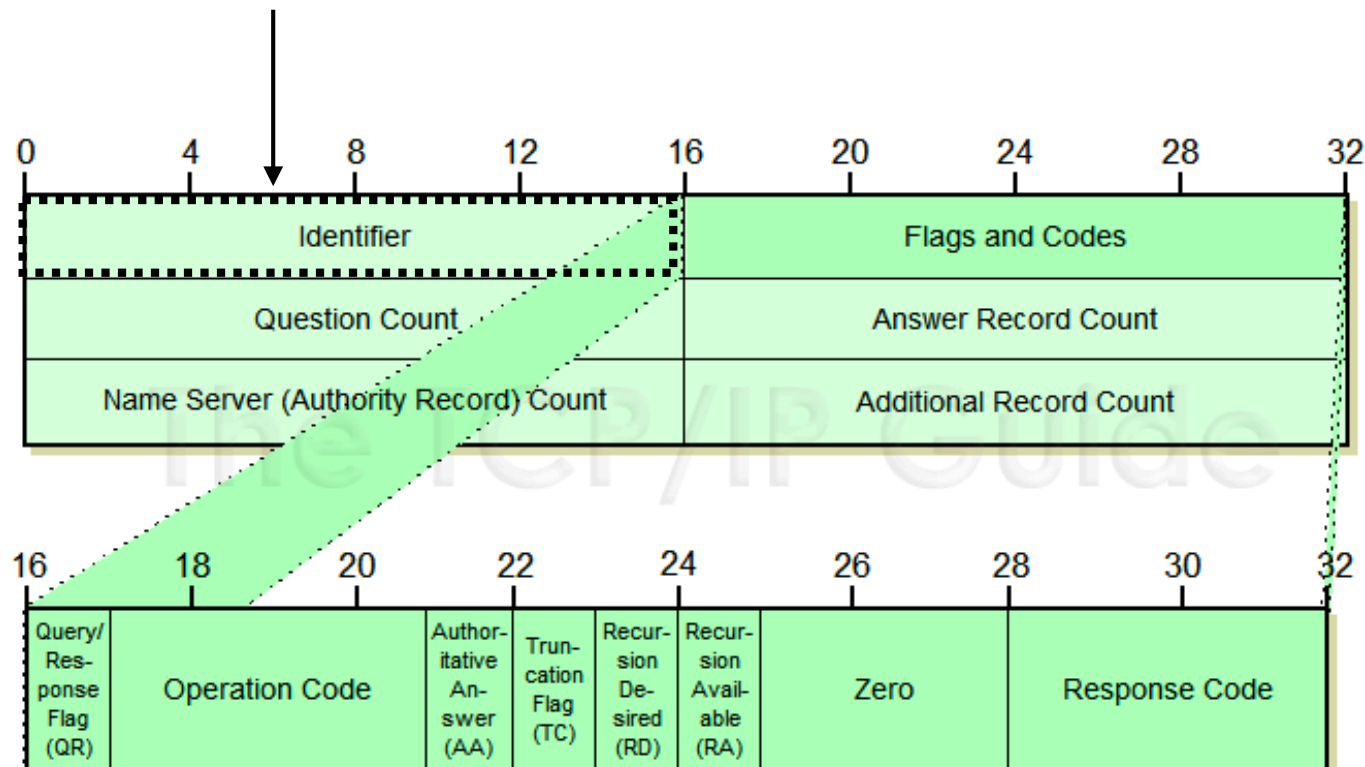 0 4 8 12 16 20 24 28 32
Identifier Flags and Codes
Question Count Answer Record Count
Name Server (Authority Record) Count Additional Record Count
The TCP/IP Guide
16 18 20 22 24 26 28 30 32
Query/
Res-
ponse
Flag
(QR)
Operation Code
Author-
itative
An-
swer
(AA)
Trun-
cation
Flag
(TC)
Recur-
sion
De-
sired
(RD)
Recur-
sion
Avail-
able
(RA)
Zero
Response Code